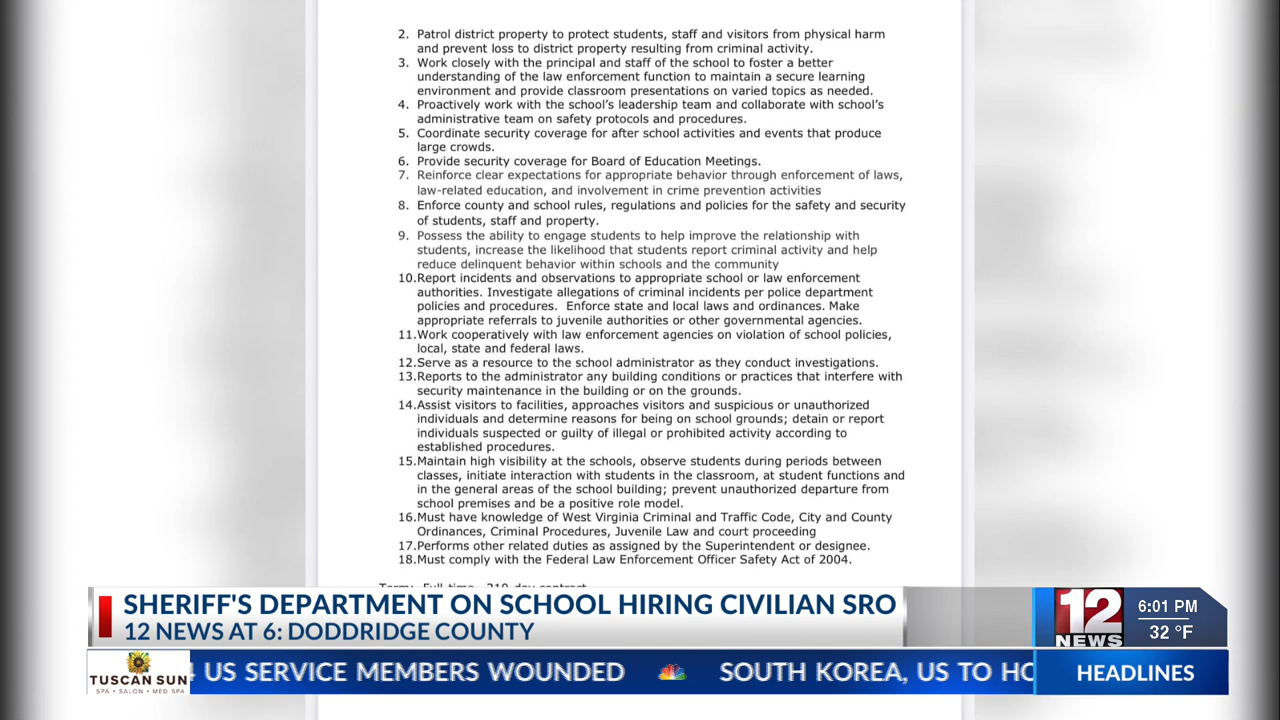 2. Patrol district property to protect students, staff and visitors from physical harm
and prevent loss to district property resulting from criminal activity.
3. Work closely with the principal and staff of the school to foster a better
understanding of the law enforcement function to maintain a secure learning
environment and provide classroom presentations on varied topics as needed.
4. Proactively work with the school's leadership team and collaborate with school's
administrative team on safety protocols and procedures.
5. Coordinate security coverage for after school activities and events that produce
large crowds.
6. Provide security coverage for Board of Education Meetings.
7. Reinforce clear expectations for appropriate behavior through enforcement of laws,
law-related education, and involvement in crime prevention activities
8. Enforce county and school rules, regulations and policies for the safety and security
of students, staff and property.
9. Possess the ability to engage students to help improve the relationship with
students, increase the likelihood that students report criminal activity and help
reduce delinquent behavior within schools and the community
10.Report incidents and observations to appropriate school or law enforcement
authorities. Investigate allegations of criminal incidents per police department
policies and procedures. Enforce state and local laws and ordinances. Make
appropriate referrals to juvenile authorities or other governmental agencies.
11.Work cooperatively with law enforcement agencies on violation of school policies,
local, state and federal laws.
12.Serve as a resource to the school administrator as they conduct investigations.
13.Reports to the administrator any building conditions or practices that interfere with
security maintenance in the building or on the grounds.
14.Assist visitors to facilities, approaches visitors and suspicious or unauthorized
individuals and determine reasons for being on school grounds; detain or report
individuals suspected or guilty of illegal or prohibited activity according to
established procedures.
15.Maintain high visibility at the schools, observe students during periods between
classes, initiate interaction with students in the classroom, at student functions and
in the general areas of the school building; prevent unauthorized departure from
school premises and be a positive role model.
16.Must have knowledge of West Virginia Criminal and Traffic Code, City and County
Ordinances, Criminal Procedures, Juvenile Law and court proceeding
17.Performs other related duties as assigned by the Superintendent or designee.
18.Must comply with the Federal Law Enforcement Officer Safety Act of 2004.
SHERIFF'S DEPARTMENT ON SCHOOL HIRING CIVILIAN SRO
12 NEWS AT 6: DODDRIDGE COUNTY
12
NEWS
6:01 PM
32 °F
TUSCAN SUN
SPA • SALON • MED SPA
US SERVICE MEMBERS WOUNDED
SOUTH KOREA, US TO
HEADLINES